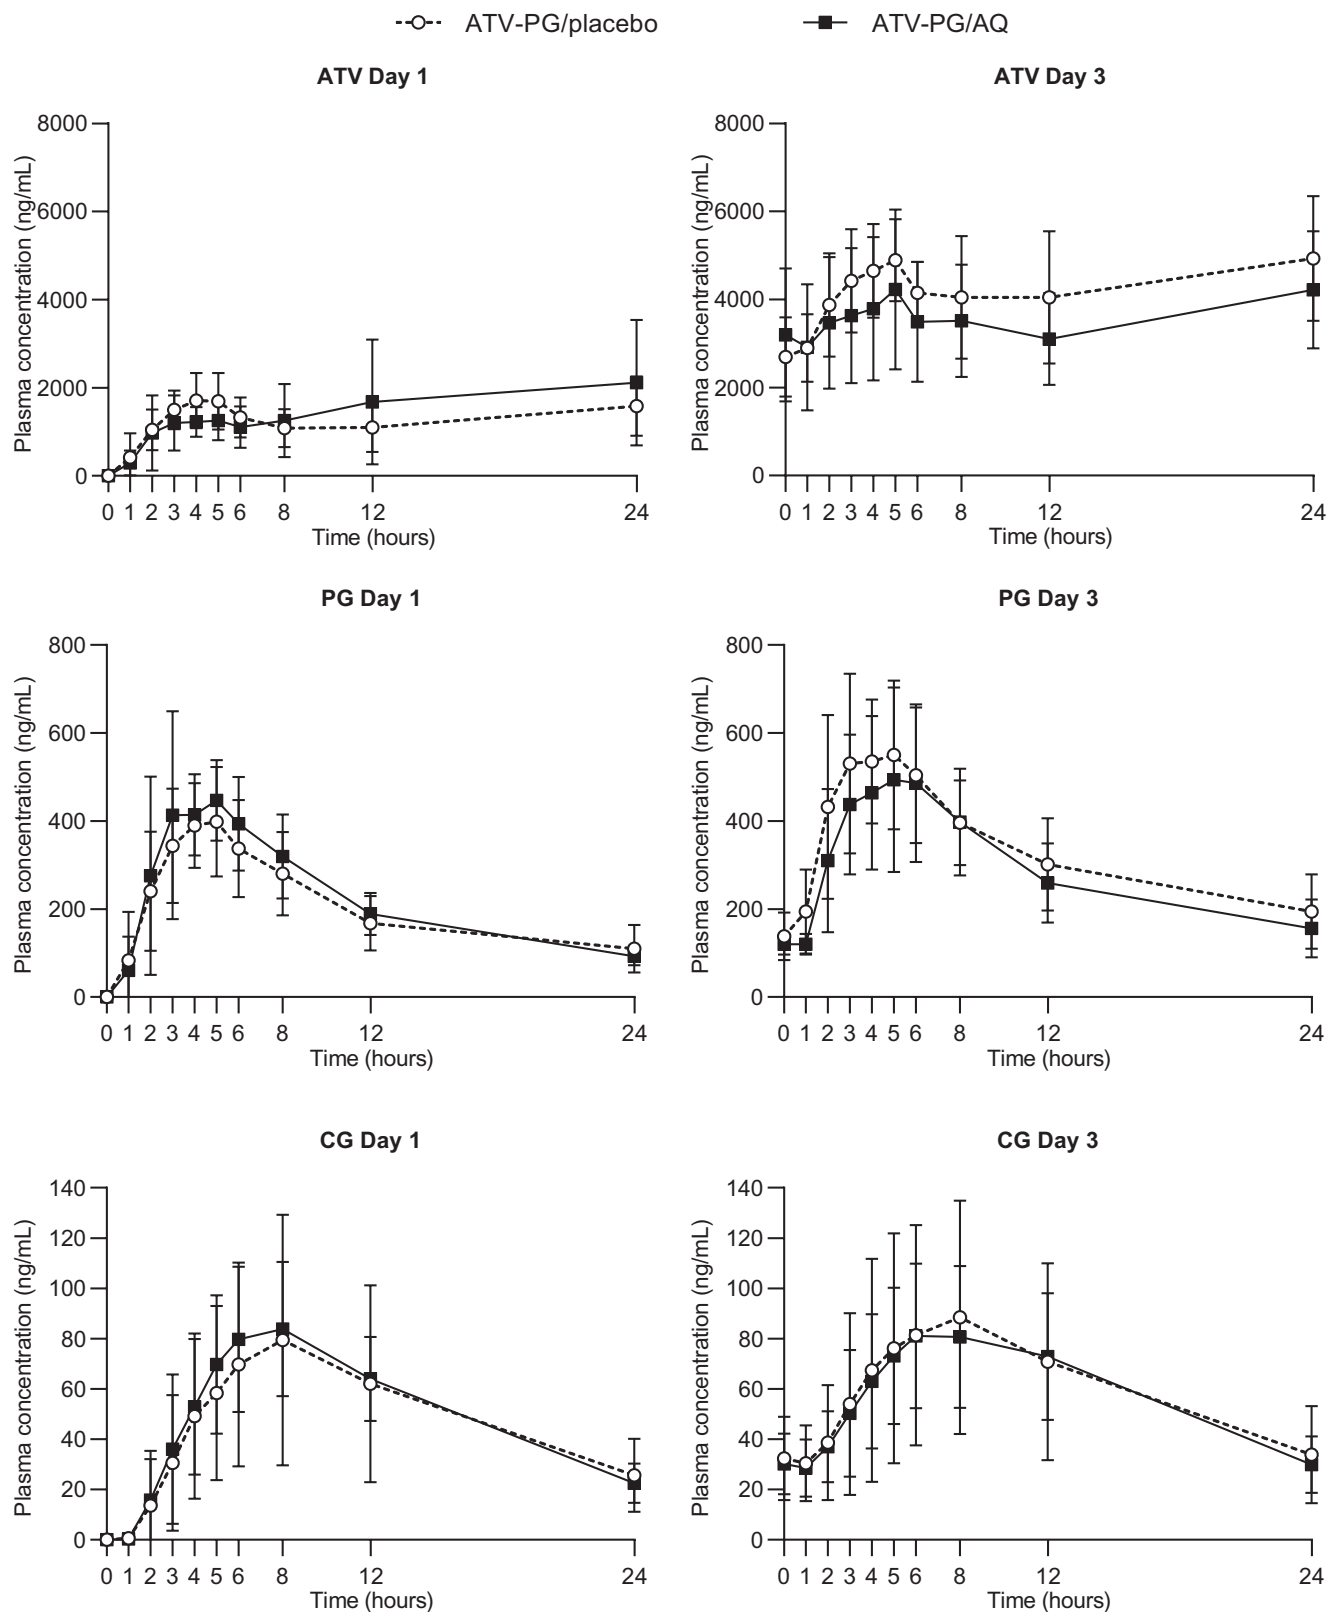 ATV-PG/placebo
ATV-PG/AQ
ATV Day 1
Plasma concentration (ng/mL)
8000
6000
4000
2000
0
0 1 2 3 4 5 6 8 12 24
Time (hours)
ATV Day 3
Plasma concentration (ng/mL)
8000
6000
4000
2000
0
0 1 2 3 4 5 6 8 12 24
Time (hours)
PG Day 1
Plasma concentration (ng/mL)
800
600
400
200
0
0 1 2 3 4 5 6 8 12 24
Time (hours)
PG Day 3
Plasma concentration (ng/mL)
800
600
400
200
0
0 1 2 3 4 5 6 8 12 24
Time (hours)
CG Day 1
Plasma concentration (ng/mL)
140
120
100
80
60
40
20
0
0 1 2 3 4 5 6 8 12 24
Time (hours)
CG Day 3
Plasma concentration (ng/mL)
140
120
100
80
60
40
20
0
0 1 2 3 4 5 6 8 12 24
Time (hours)